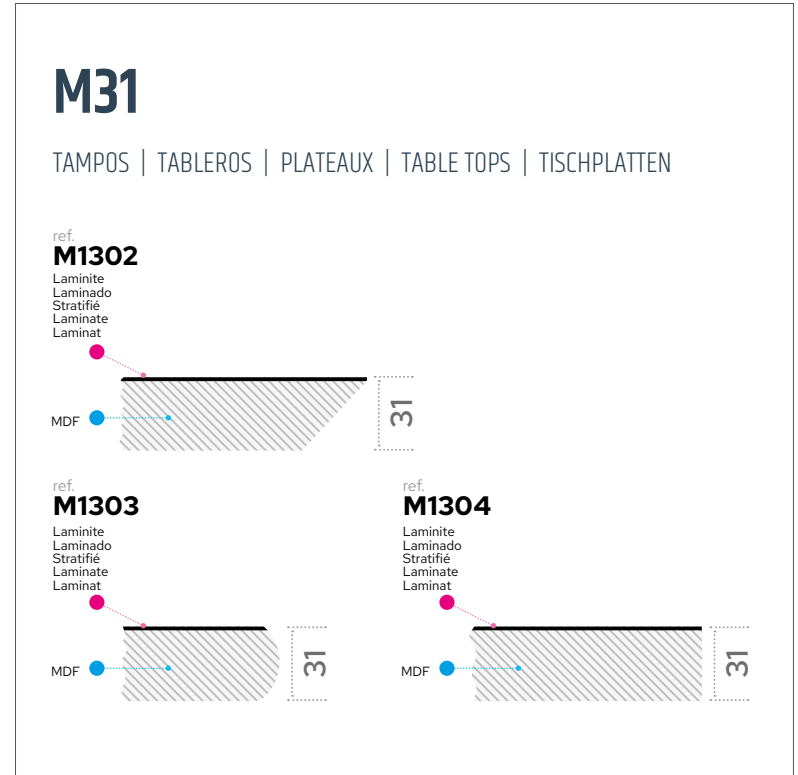 M31
TAMPOS | TABLEROS | PLATEAUX | TABLE TOPS | TISCHPLATTEN
ref.
M1302
Laminite
Laminado
Stratifié
Laminate
Laminat
MDF
31
ref.
M1303
Laminite
Laminado
Stratifié
Laminate
Laminat
MDF
31
ref.
M1304
Laminite
Laminado
Stratifié
Laminate
Laminat
MDF
31